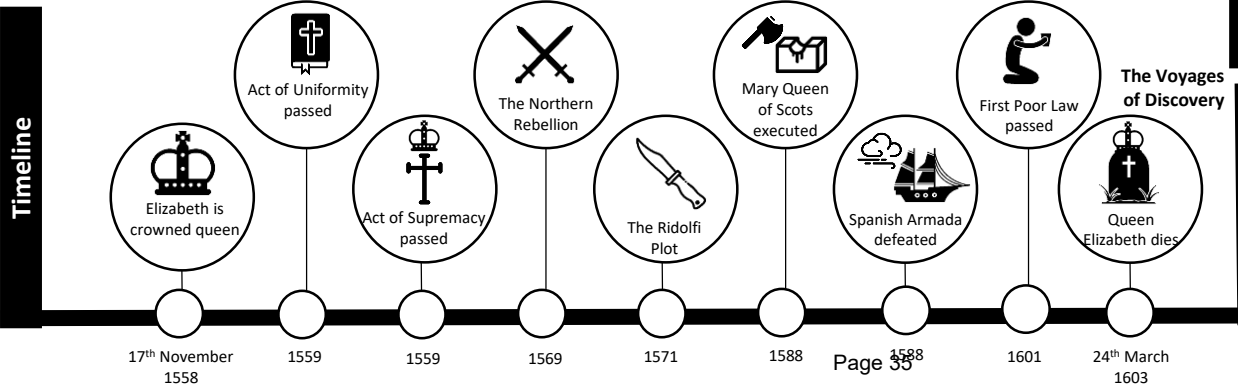 Timeline
Elizabeth is
crowned queen
17th November
1558
Act of Uniformity
passed
1559
Act of Supremacy
passed
1559
The Northern
Rebellion
1569
The Ridolfi
Plot
1571
Mary Queen
of Scots
executed
1588
Spanish Armada
defeated
1588
First Poor Law
passed
1601
The Voyages
of Discovery
Queen
Elizabeth dies
24th March
1603
Page 35